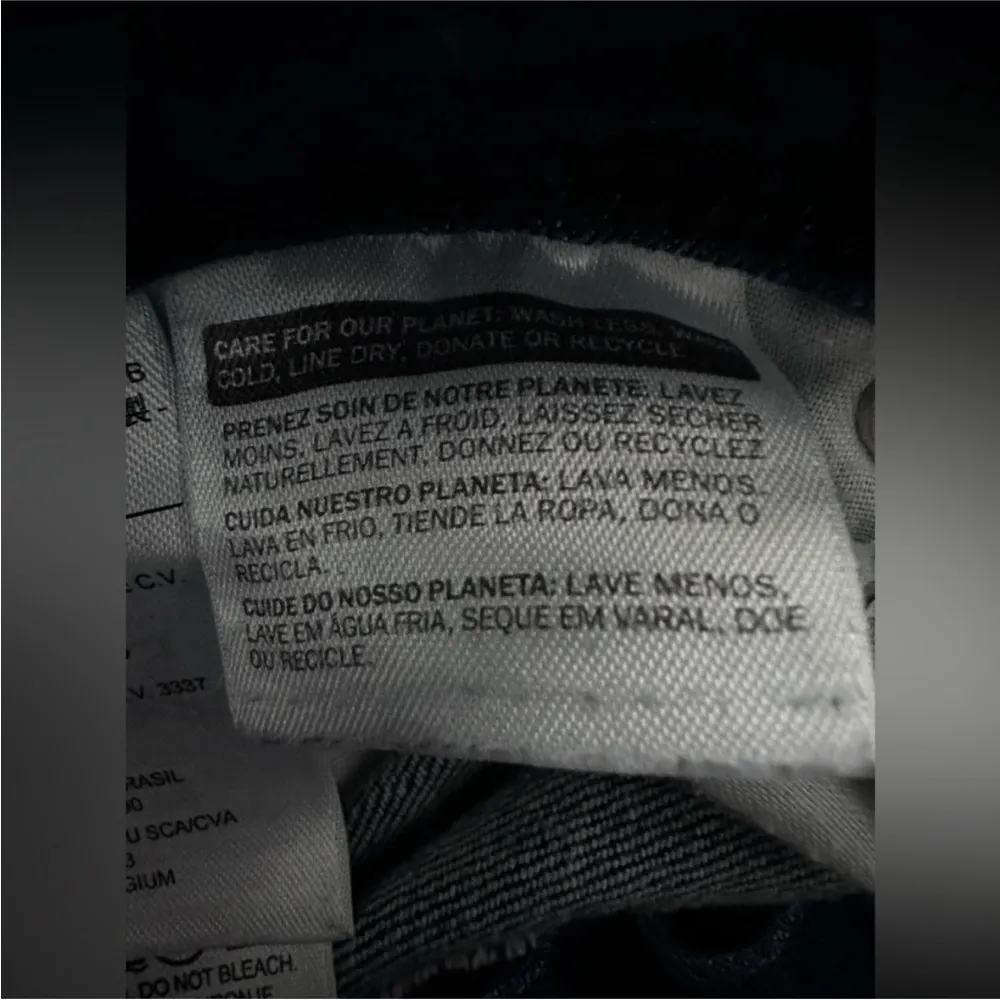 CARE FOR OUR PLANET: WASH LESS, WASH
COLD, LINE DRY, DONATE OR RECYCLE
PRENEZ SOIN DE NOTRE PLANETE: LAVEZ
MOINS, LAVEZ A FROID, LAISSEZ SECHER
NATURELLEMENT, DONNEZ OU RECYCLEZ
CUIDA NUESTRO PLANETA: LAVA MENOS.
LAVA EN FRIO, TIENDE LA ROPA, DONA O
RECICLA.
CUIDE DO NOSSO PLANETA: LAVE MENOS,
LAVE EM ÁGUA FRIA, SEQUE EM VARAL, DOE
OU RECICLE.
B
製-
C.V.
.V. 3337
RASIL
00
U SCA/CVA
3
GIUM
DO NOT BLEACH.